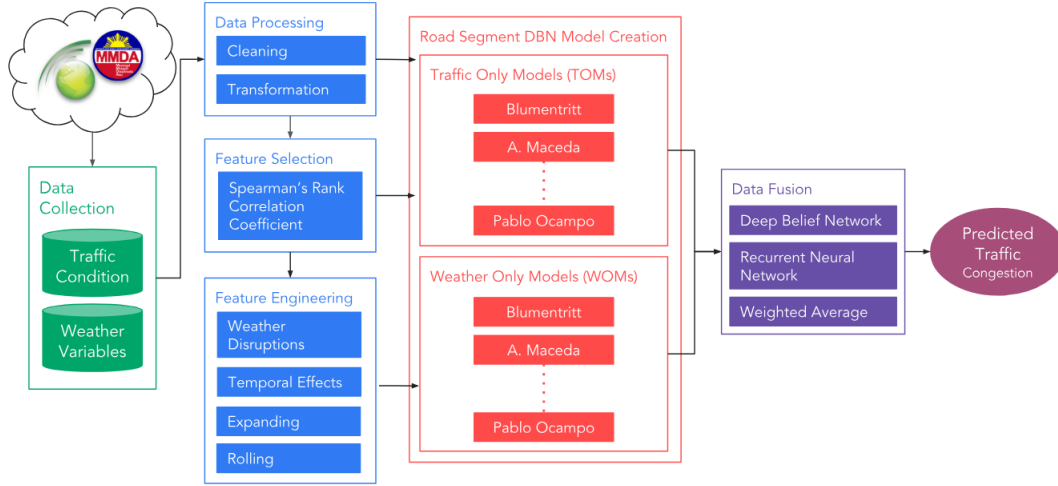 MMDA
Data
Collection
Traffic
Condition
Weather
Variables
Data Processing
Cleaning
Transformation
Feature Selection
Spearman's Rank
Correlation
Coefficient
Feature Engineering
Weather
Disruptions
Temporal Effects
Expanding
Rolling
Road Segment DBN Model Creation
Traffic Only Models (TOMs)
Blumentritt
A. Maceda
Pablo Ocampo
Weather Only Models (WOMs)
Blumentritt
A. Maceda
Pablo Ocampo
Data Fusion
Deep Belief Network
Recurrent Neural
Network
Weighted Average
Predicted
Traffic
Congestion